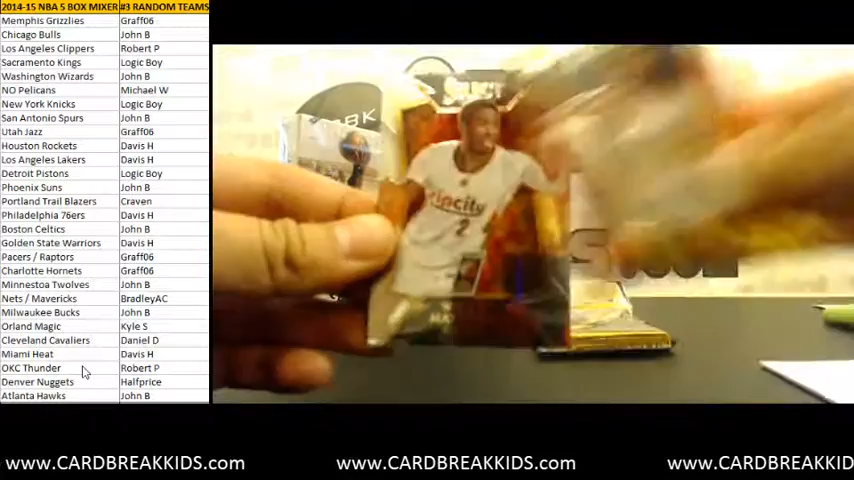 2014-15 NBA 5 BOX MIXER #3 RANDOM TEAMS
Memphis Grizzlies Graff06
Chicago Bulls John B
Los Angeles Clippers Robert P
Sacramento Kings Logic Boy
Washington Wizards John B
NO Pelicans Michael W
New York Knicks Logic Boy
San Antonio Spurs John B
Utah Jazz Graff06
Houston Rockets Davis H
Los Angeles Lakers Davis H
Detroit Pistons Logic Boy
Phoenix Suns John B
Portland Trail Blazers Craven
Philadelphia 76ers Davis H
Boston Celtics John B
Golden State Warriors Davis H
Pacers / Raptors Graff06
Charlotte Hornets Graff06
Minnestoa Twolves John B
Nets / Mavericks BradleyAC
Milwaukee Bucks John B
Orland Magic Kyle S
Cleveland Cavaliers Daniel D
Miami Heat Davis H
OKC Thunder Robert P
Denver Nuggets Halfprice
Atlanta Hawks John B
SELECT
ripcity
2
www.CARDBREAKKIDS.com www.CARDBREAKKIDS.com www.CARDBREAKKIDS.com